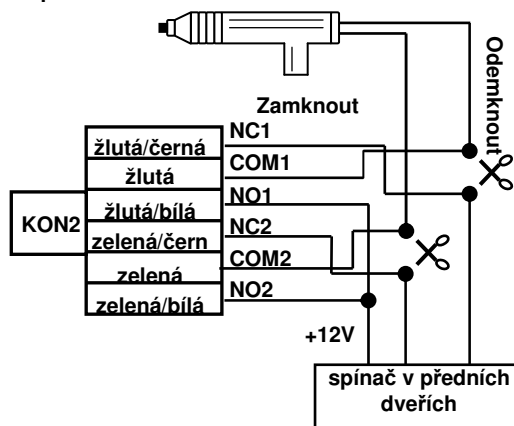 Zamknout
Odemknout
KON2
žlutá/černá
NC1
žlutá
COM1
žlutá/bílá
NO1
zelená/čern
NC2
zelená
COM2
zelená/bílá
NO2
+12V
spínač v předních
dveřích